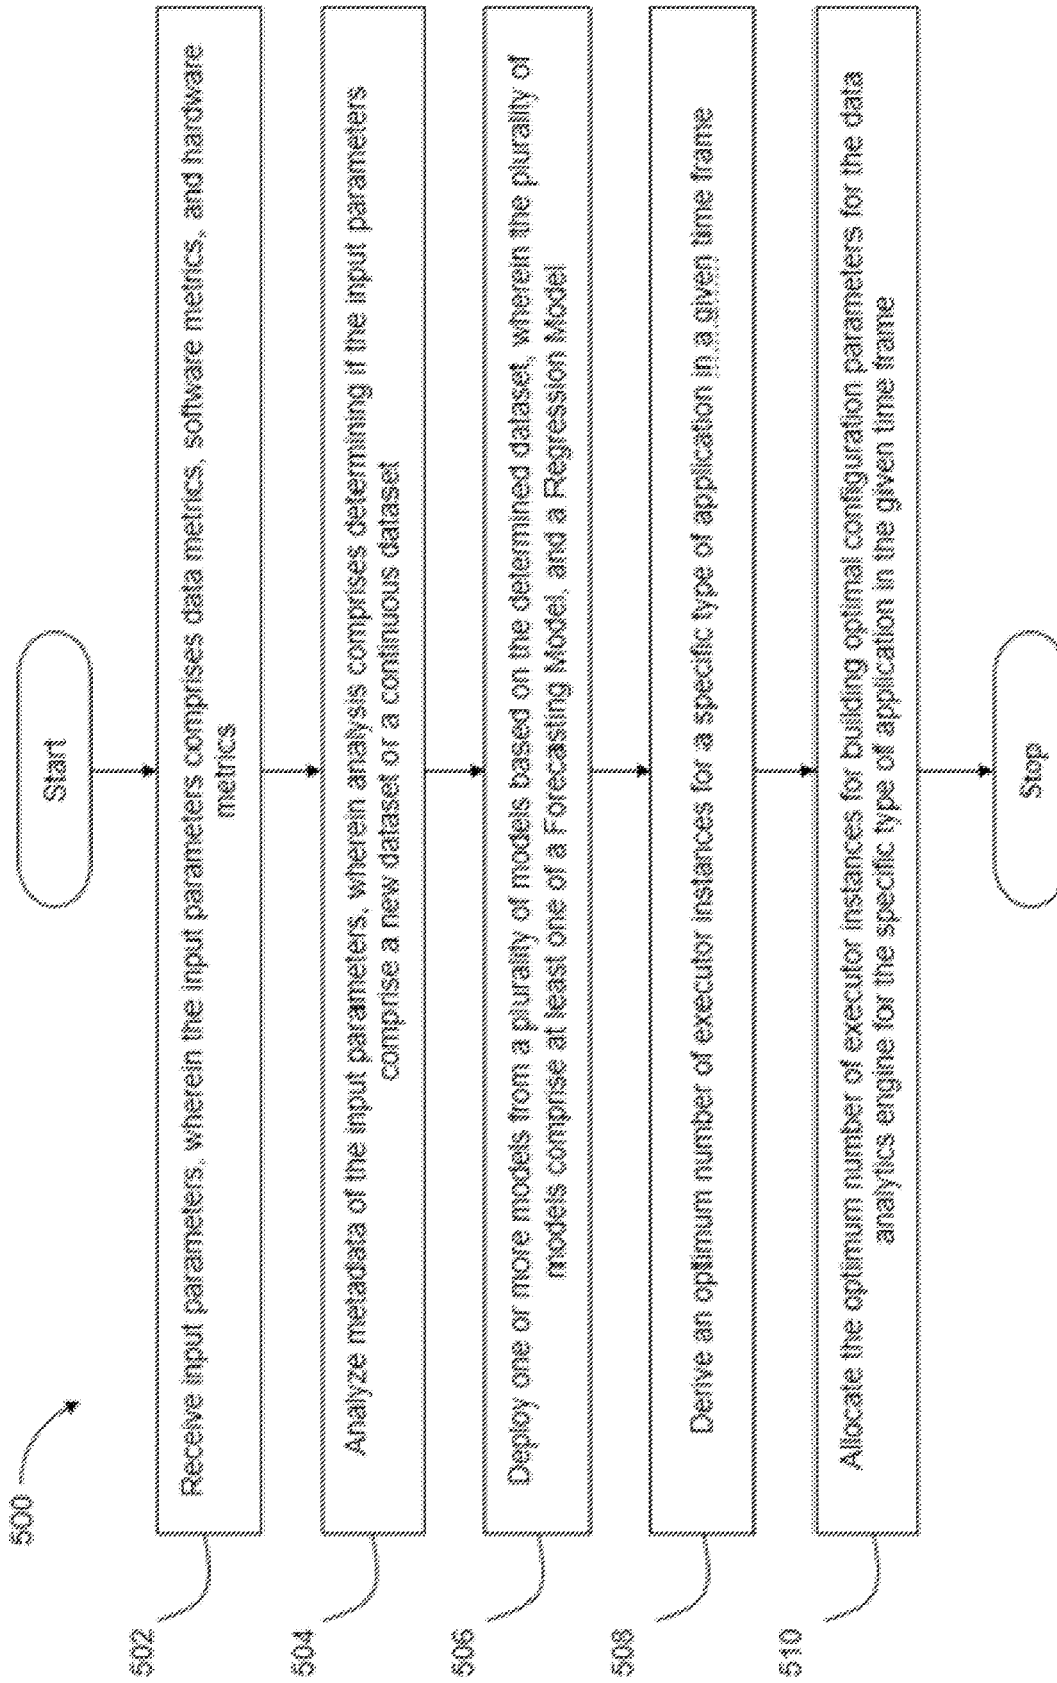 500
Start
502
Receive input parameters, wherein the input parameters comprises data metrics, software metrics, and hardware
metrics
504
Analyze metadata of the input parameters, wherein analysis comprises determining if the input parameters
comprise a new dataset or a continuous dataset
506
Deploy one or more models from a plurality of models based on the determined dataset, wherein the plurality of
models comprise at least one of a Forecasting Model, and a Regression Model
508
Derive an optimum number of executor instances for a specific type of application in a given time frame
510
Allocate the optimum number of executor instances for building optimal configuration parameters for the data
analytics engine for the specific type of application in the given time frame
Stop